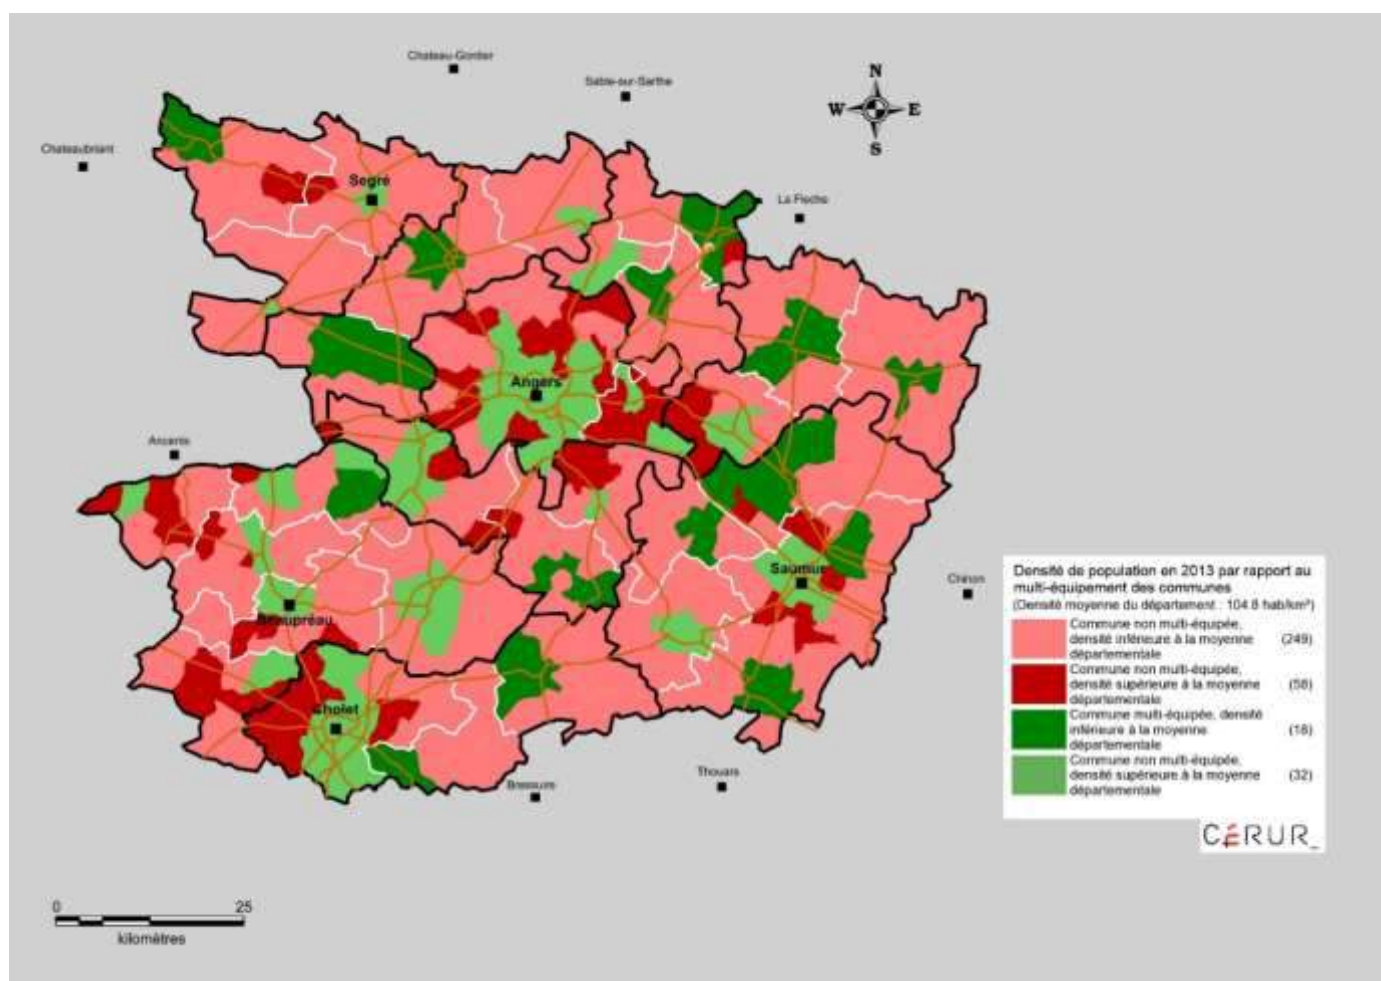 Chateau-Gontier
Sable-sur-Sarthe
N
W
E
S
Chateaubriant
Segré
La Fleche
Angers
Ancenis
Saumur
Chinon
Beaupréau
Cholet
Bressuire
Thouars
Densité de population en 2013 par rapport au
multi-équipement des communes
(Densité moyenne du département : 104.8 hab/km²)
Commune non multi-équipée,
densité inférieure à la moyenne (249)
départementale
Commune non multi-équipée,
densité supérieure à la moyenne (58)
départementale
Commune multi-équipée, densité
inférieure à la moyenne (18)
départementale
Commune non multi-équipée,
densité supérieure à la moyenne (32)
départementale
CÉRUR_
0 25
kilomètres